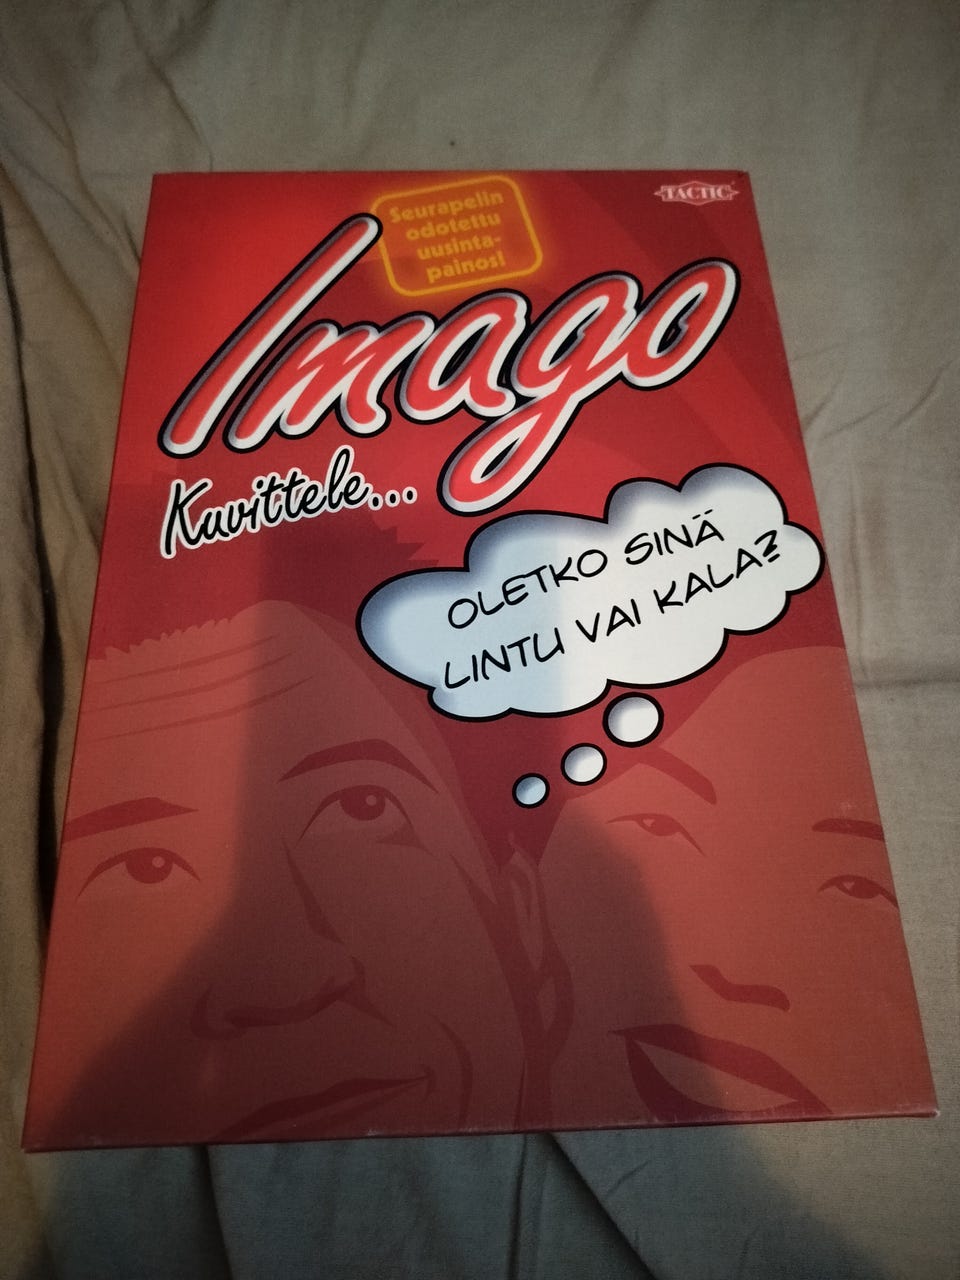 Seurapelin
odotettu
uusinta-
painos!
TACTIC
Imago
Kuvittele...
OLETKO SINÄ
LINTU VAI KALA?